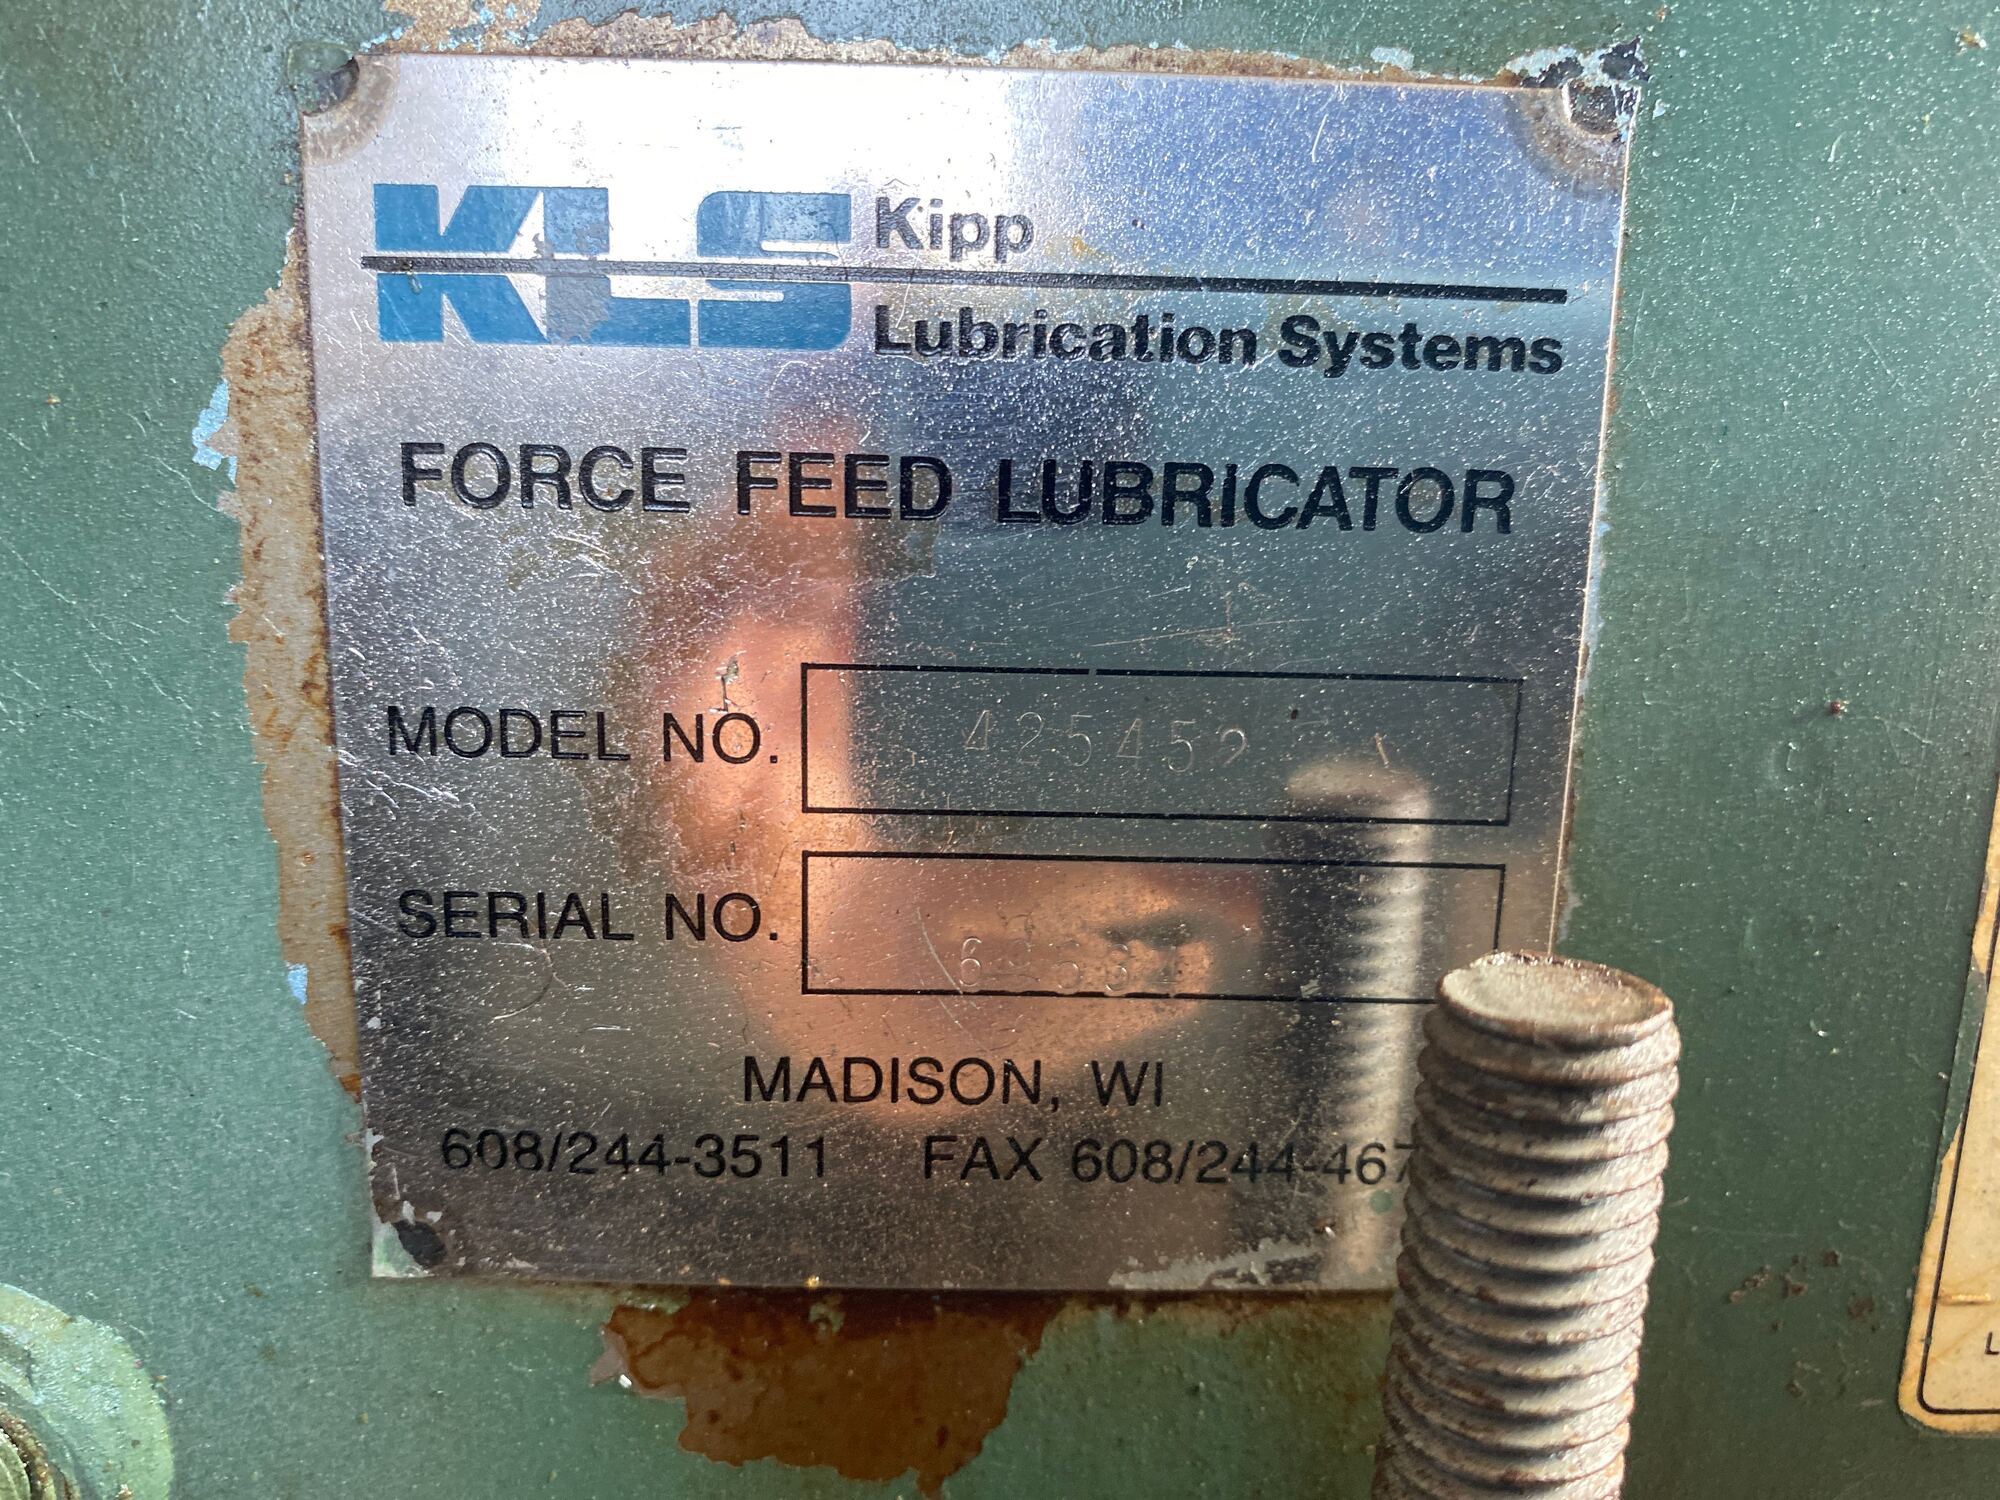 KLS Kipp
Lubrication Systems
FORCE FEED LUBRICATOR
MODEL NO. 425452
SERIAL NO.
MADISON, WI
608/244-3511 FAX 608/244-467